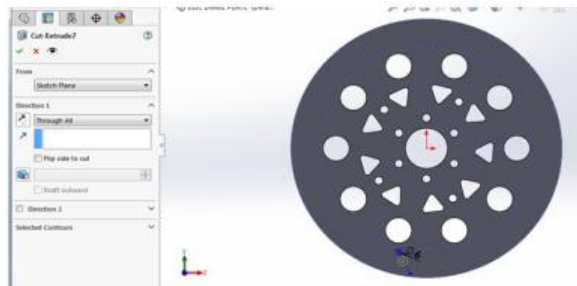 Cut-Extrude7
From
Sketch Plane
Direction 1
Through All
Flip side to cut
Draft outward
Direction 2
Selected Contours